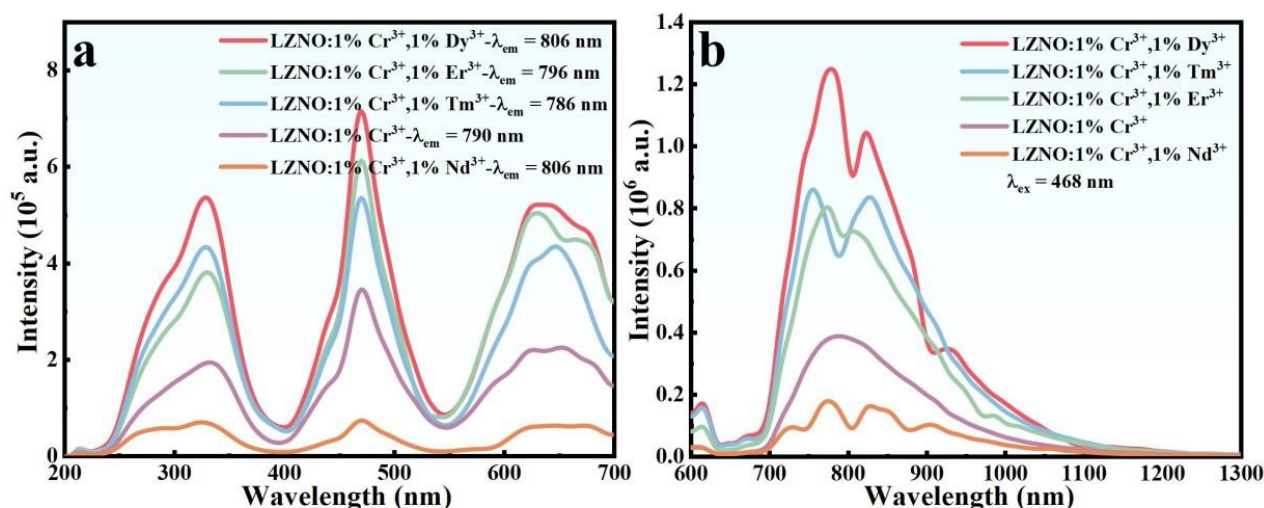 a
LZNO:1% Cr³⁺,1% Dy³⁺-λem = 806 nm
LZNO:1% Cr³⁺,1% Er³⁺-λem = 796 nm
LZNO:1% Cr³⁺,1% Tm³⁺-λem = 786 nm
LZNO:1% Cr³⁺-λem = 790 nm
LZNO:1% Cr³⁺,1% Nd³⁺-λem = 806 nm
Intensity (10⁵ a.u.)
8
6
4
2
0
200 300 400 500 600 700
Wavelength (nm)
b
LZNO:1% Cr³⁺,1% Dy³⁺
LZNO:1% Cr³⁺,1% Tm³⁺
LZNO:1% Cr³⁺,1% Er³⁺
LZNO:1% Cr³⁺
LZNO:1% Cr³⁺,1% Nd³⁺
λex = 468 nm
Intensity (10⁶ a.u.)
1.4
1.2
1.0
0.8
0.6
0.4
0.2
0.0
600 700 800 900 1000 1100 1200 1300
Wavelength (nm)